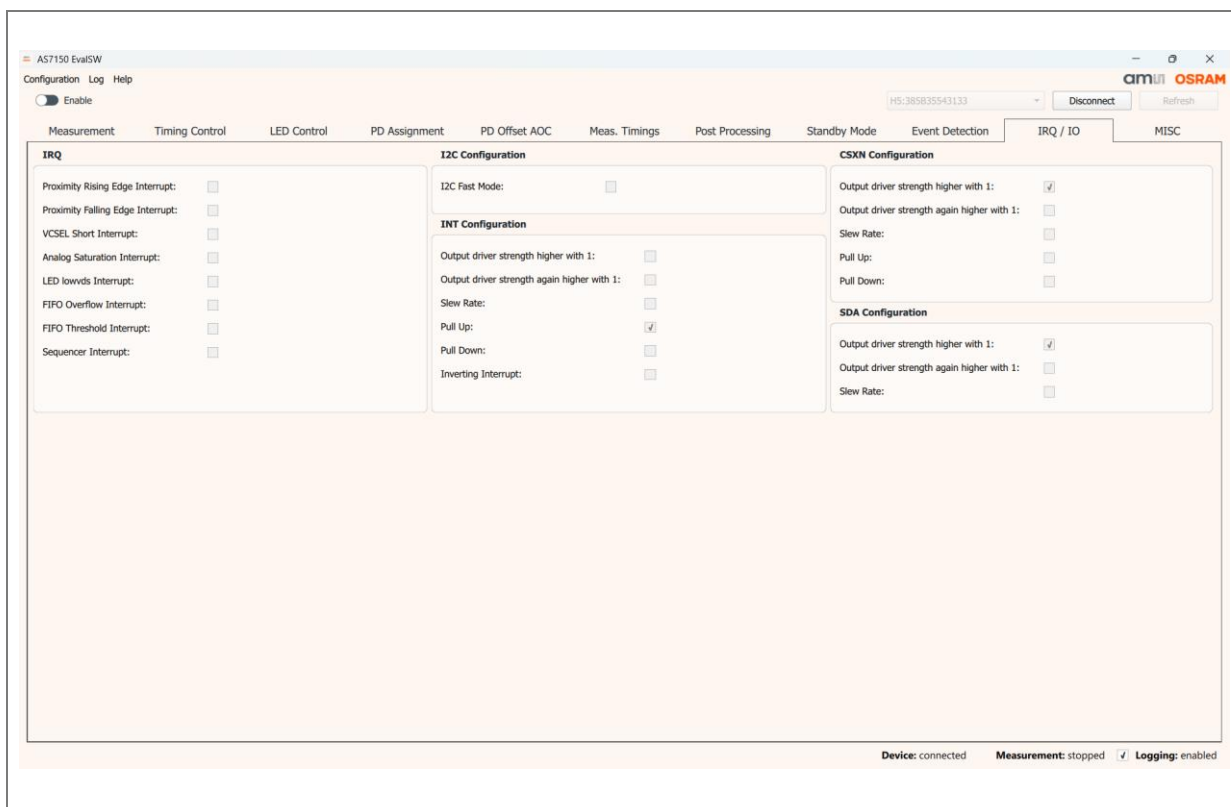 AS7150 EvalSW
Configuration Log Help
am OSRAM
Enable
H5:385B35543133
Disconnect
Refresh
Measurement
Timing Control
LED Control
PD Assignment
PD Offset AOC
Meas. Timings
Post Processing
Standby Mode
Event Detection
IRQ / IO
MISC
IRQ
Proximity Rising Edge Interrupt:
Proximity Falling Edge Interrupt:
VCSEL Short Interrupt:
Analog Saturation Interrupt:
LED lowvds Interrupt:
FIFO Overflow Interrupt:
FIFO Threshold Interrupt:
Sequencer Interrupt:
I2C Configuration
I2C Fast Mode:
INT Configuration
Output driver strength higher with 1:
Output driver strength again higher with 1:
Slew Rate:
Pull Up:
Pull Down:
Inverting Interrupt:
CSXN Configuration
Output driver strength higher with 1:
Output driver strength again higher with 1:
Slew Rate:
Pull Up:
Pull Down:
SDA Configuration
Output driver strength higher with 1:
Output driver strength again higher with 1:
Slew Rate:
Device: connected
Measurement: stopped
Logging: enabled